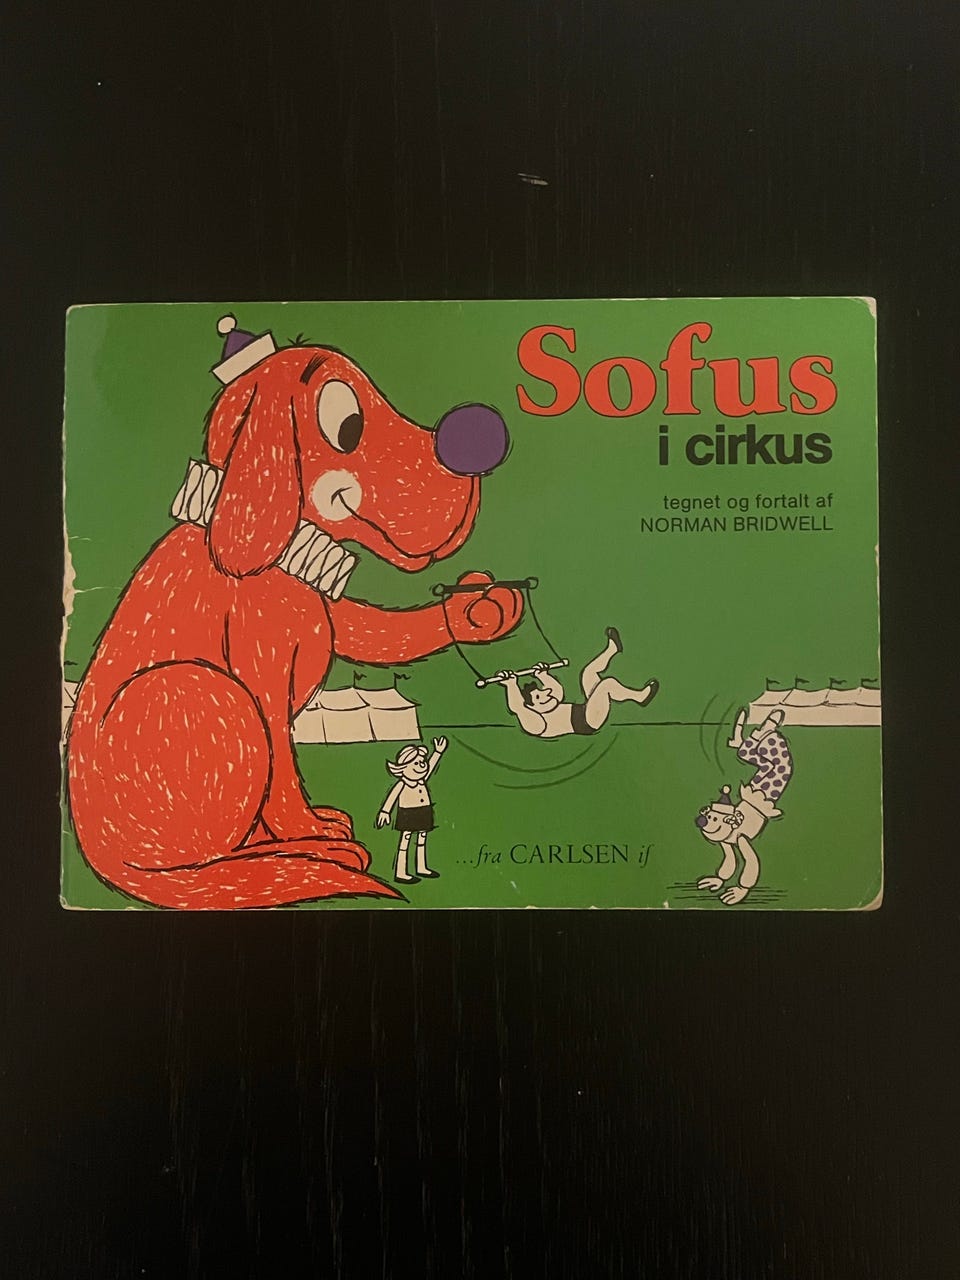 Sofus
i cirkus
tegnet og fortalt af
NORMAN BRIDWELL
...fra CARLSEN if